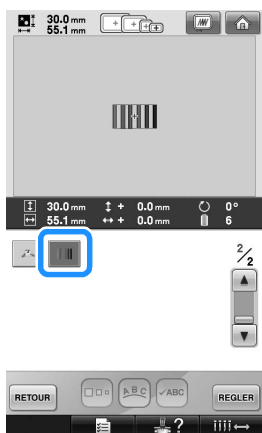 30.0 mm
55.1 mm
30.0 mm + 0.0 mm 0°
55.1 mm + 0.0 mm 6
2/2
RETOUR ABC ✓ABC REGLER
?